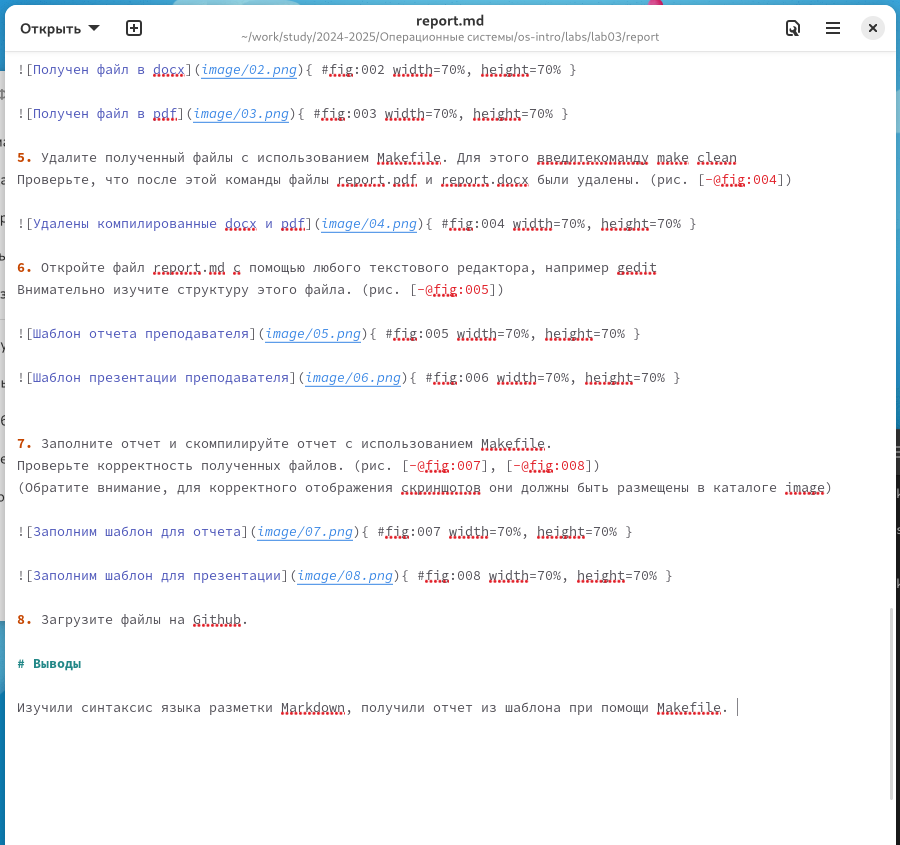 Открыть
report.md
~/work/study/2024-2025/Операционные системы/os-intro/labs/lab03/report
![Получен файл в docx](image/02.png){ #fig:002 width=70%, height=70% }
![Получен файл в pdf](image/03.png){ #fig:003 width=70%, height=70% }
5. Удалите полученный файлы с использованием Makefile. Для этого введитекоманду make clean
Проверьте, что после этой команды файлы report.pdf и report.docx были удалены. (рис. [-@fig:004])
![Удалены компилированные docx и pdf](image/04.png){ #fig:004 width=70%, height=70% }
6. Откройте файл report.md c помощью любого текстового редактора, например gedit
Внимательно изучите структуру этого файла. (рис. [-@fig:005])
![Шаблон отчета преподавателя](image/05.png){ #fig:005 width=70%, height=70% }
![Шаблон презентации преподавателя](image/06.png){ #fig:006 width=70%, height=70% }
7. Заполните отчет и скомпилируйте отчет с использованием Makefile.
Проверьте корректность полученных файлов. (рис. [-@fig:007], [-@fig:008])
(Обратите внимание, для корректного отображения скриншотов они должны быть размещены в каталоге image)
![Заполним шаблон для отчета](image/07.png){ #fig:007 width=70%, height=70% }
![Заполним шаблон для презентации](image/08.png){ #fig:008 width=70%, height=70% }
8. Загрузите файлы на Github.
# Выводы
Изучили синтаксис языка разметки Markdown, получили отчет из шаблона при помощи Makefile.